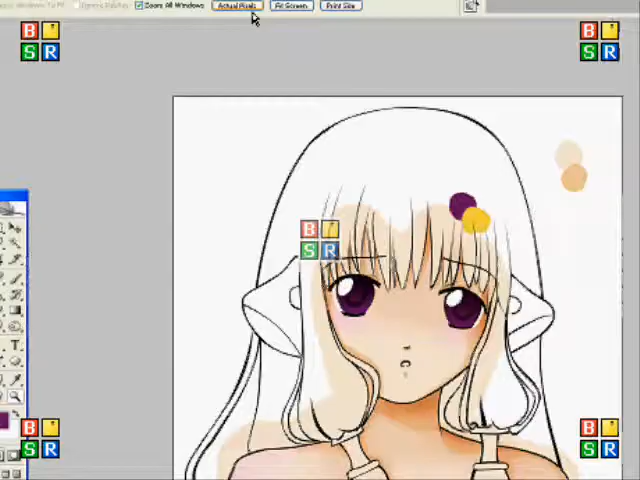 Zoom All Windows
Actual Pixels
Fit Screen
Print Size
B
S R
B
S R
B
S R
T
B
S R
B
S R